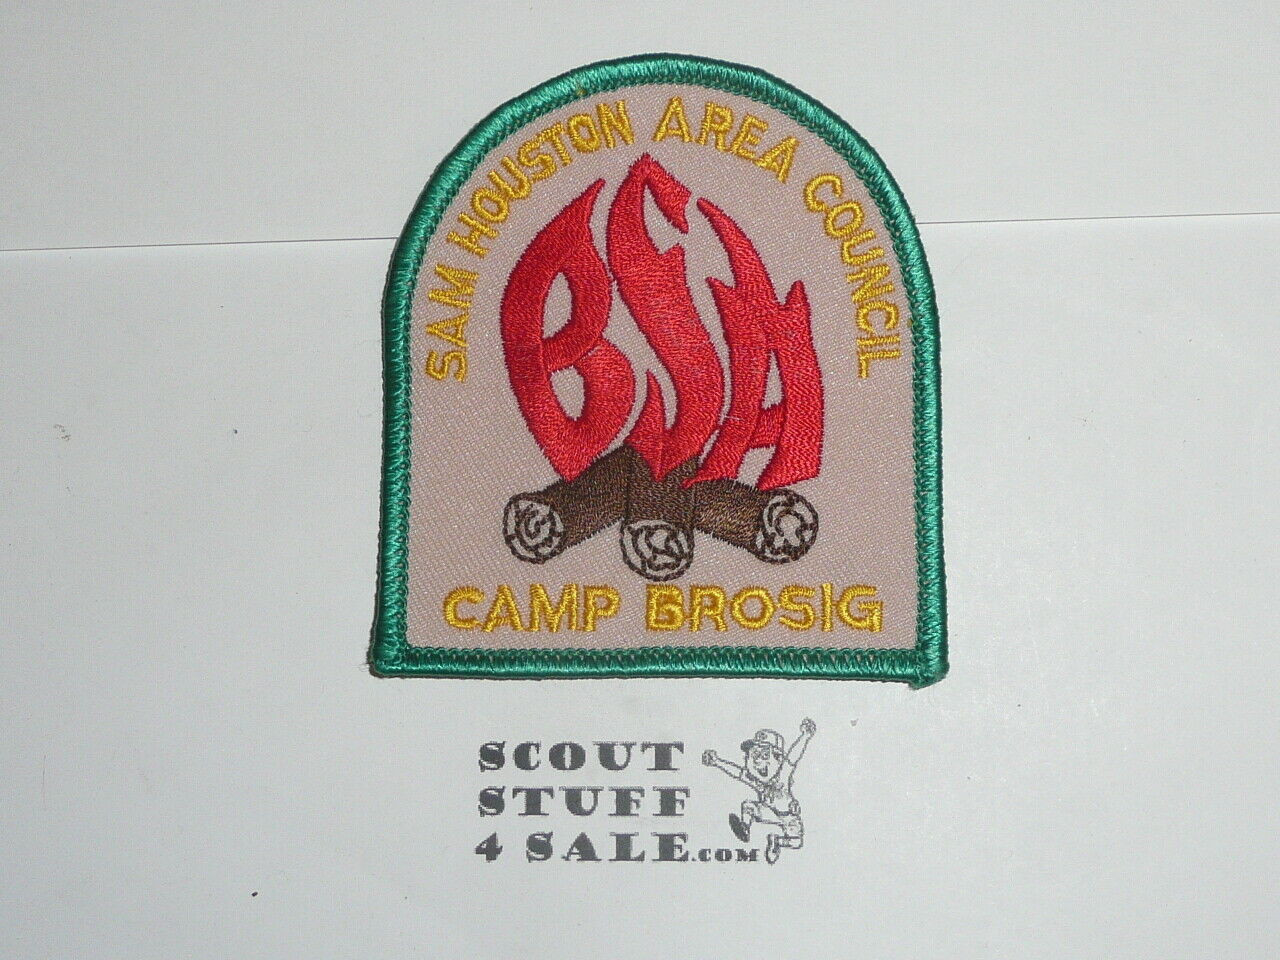 SAM HOUSTON AREA COUNCIL
BSA
CAMP BROSIG
SCOUT
STUFF
4 SALE.COM